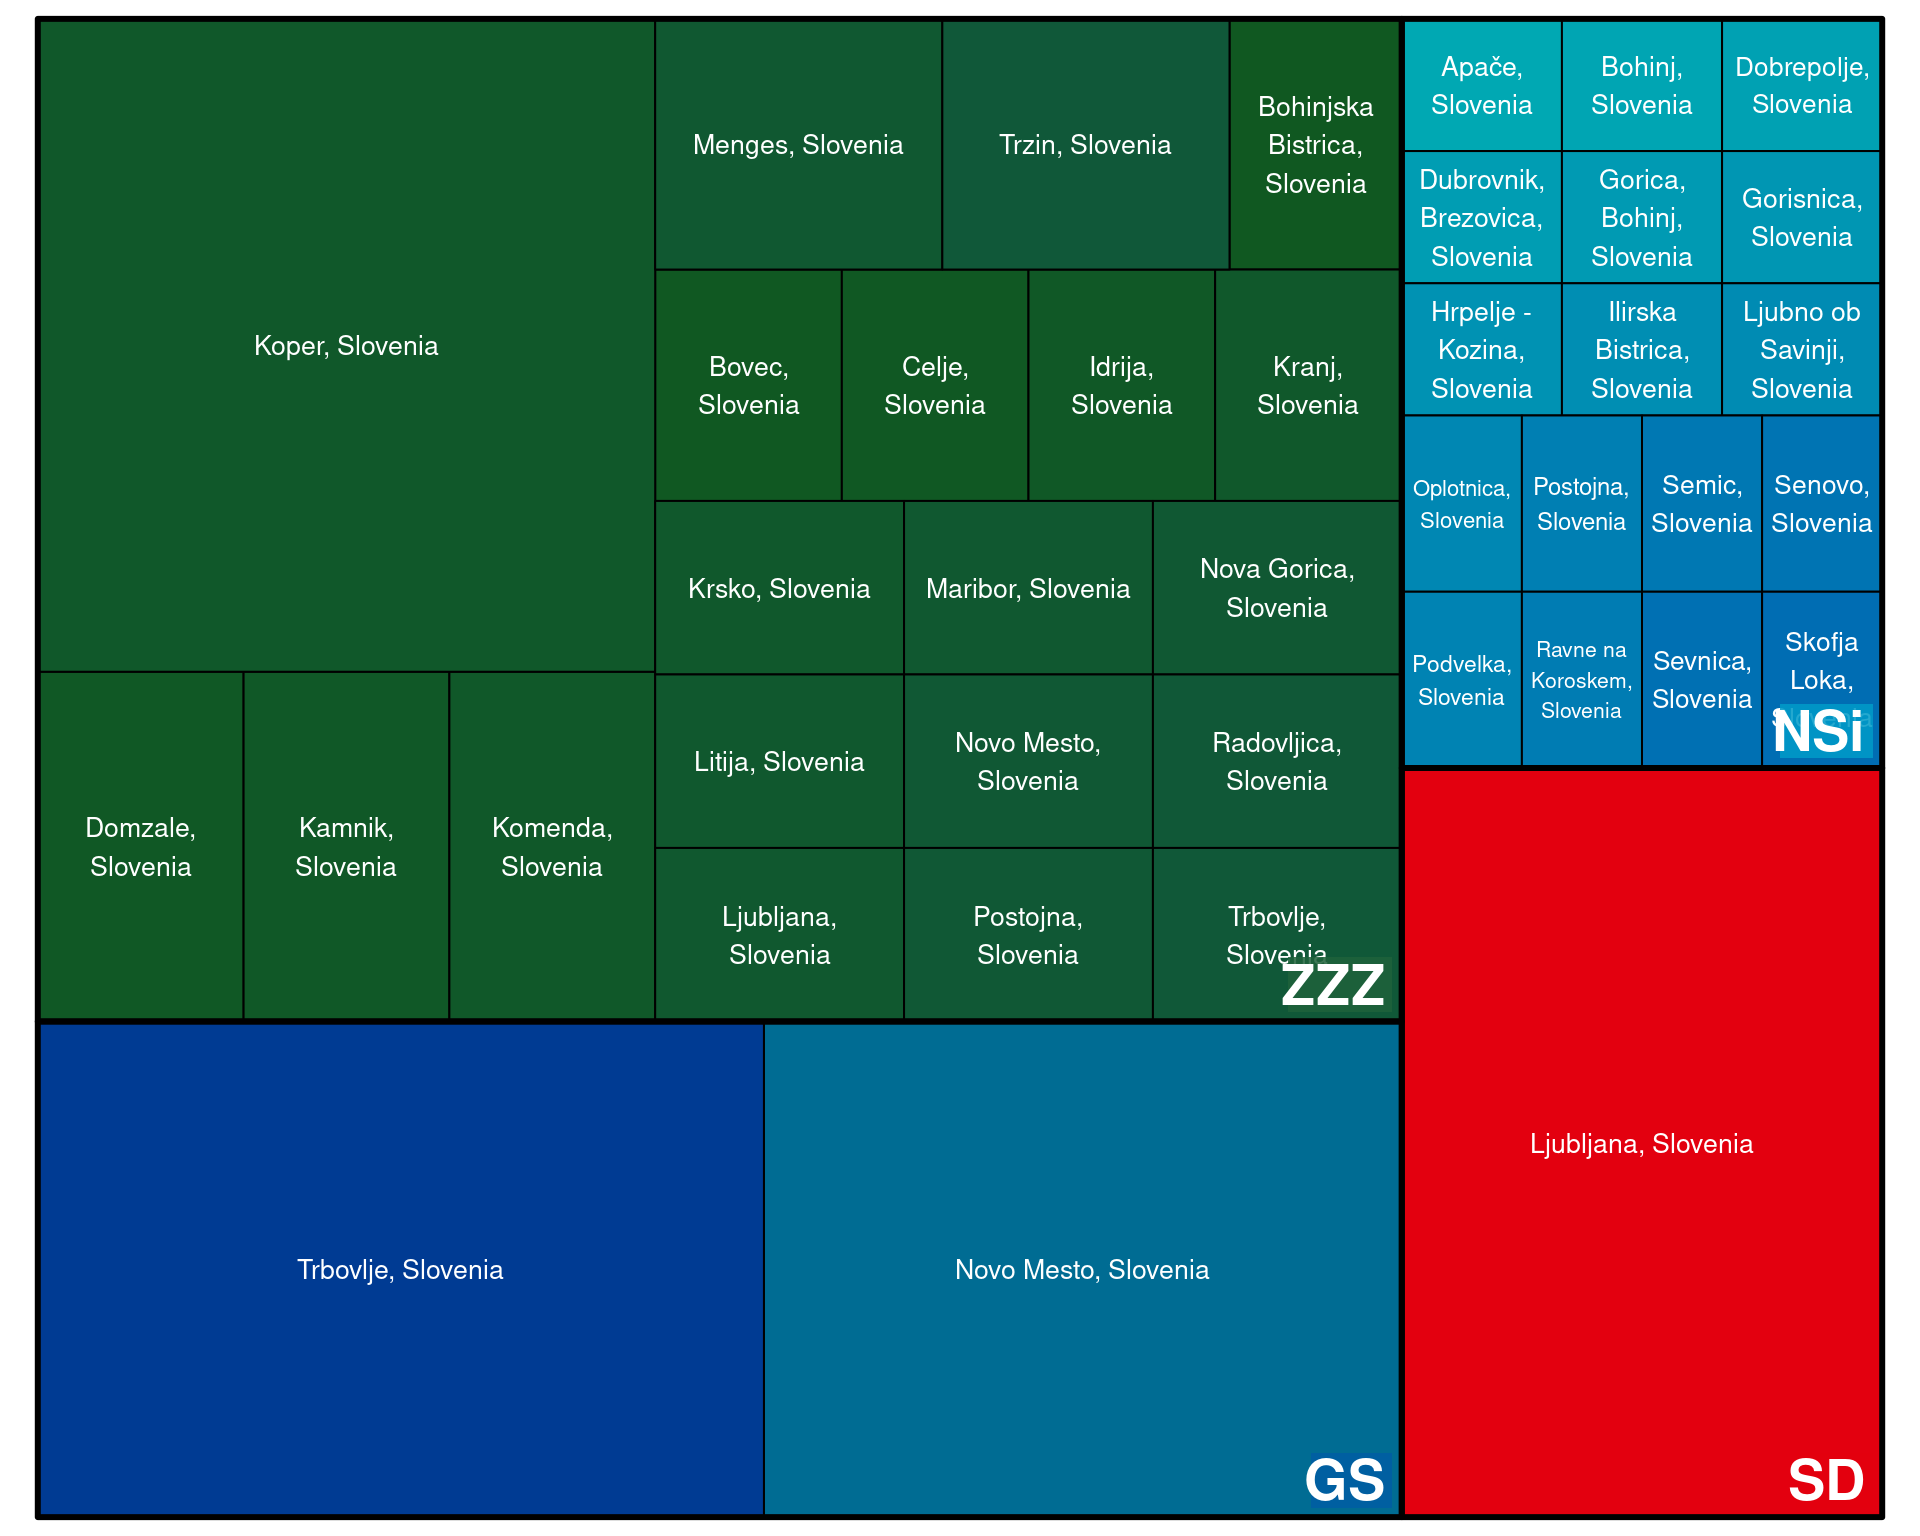 Koper, Slovenia
Menges, Slovenia
Trzin, Slovenia
Bohinjska
Bistrica,
Slovenia
Bovec,
Slovenia
Celje,
Slovenia
Idrija,
Slovenia
Kranj,
Slovenia
Krsko, Slovenia
Maribor, Slovenia
Nova Gorica,
Slovenia
Litija, Slovenia
Novo Mesto,
Slovenia
Radovljica,
Slovenia
Domzale,
Slovenia
Kamnik,
Slovenia
Komenda,
Slovenia
Ljubljana,
Slovenia
Postojna,
Slovenia
Trbovlje,
Slovenia
ZZZ
Trbovlje, Slovenia
Novo Mesto, Slovenia
GS
Apače,
Slovenia
Bohinj,
Slovenia
Dobrepolje,
Slovenia
Dubrovnik,
Brezovica,
Slovenia
Gorica,
Bohinj,
Slovenia
Gorisnica,
Slovenia
Hrpelje -
Kozina,
Slovenia
Ilirska
Bistrica,
Slovenia
Ljubno ob
Savinji,
Slovenia
Oplotnica,
Slovenia
Postojna,
Slovenia
Semic,
Slovenia
Senovo,
Slovenia
Podvelka,
Slovenia
Ravne na
Koroskem,
Slovenia
Sevnica,
Slovenia
Skofja
Loka,
NSi
Ljubljana, Slovenia
SD